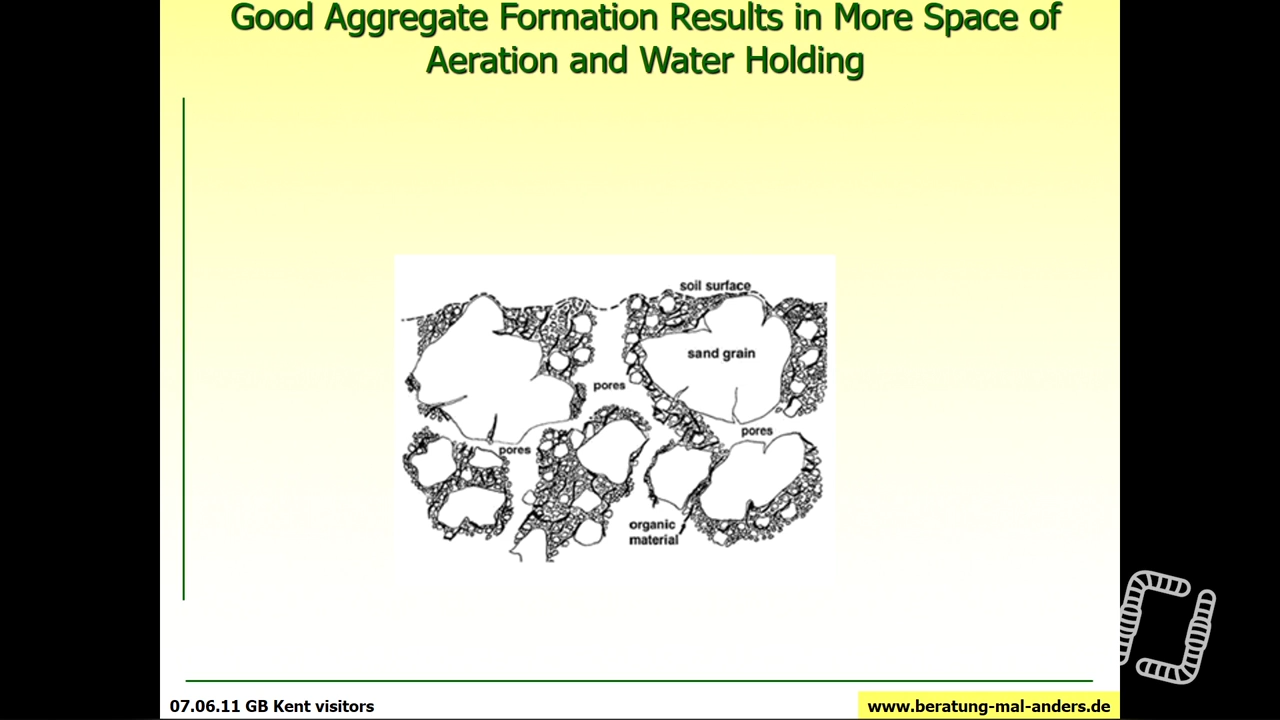 Good Aggregate Formation Results in More Space of
Aeration and Water Holding
soil surface
sand grain
pores
pores
pores
organic
material
07.06.11 GB Kent visitors
www.beratung-mal-anders.de